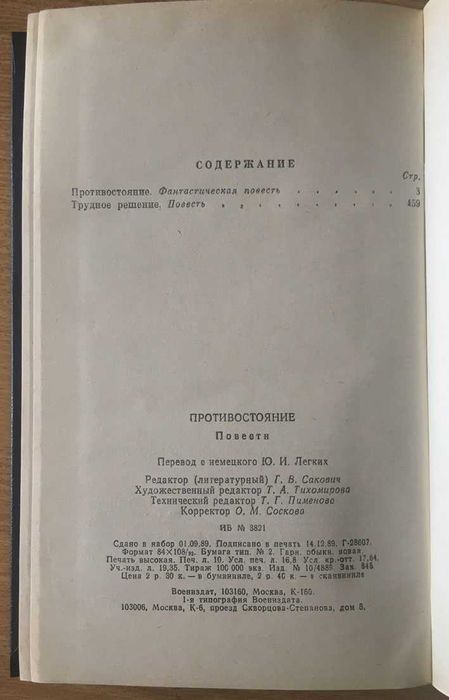 СОДЕРЖАНИЕ
Стр.
Противостояние. Фантастическая повесть . . . . . . . 3
Трудное решение. Повесть . . . . . . . . . . 159
ПРОТИВОСТОЯНИЕ
Повести
Перевод с немецкого Ю. И. Легких
Редактор (литературный) Г. В. Сакович
Художественный редактор Т. А. Тихомирова
Технический редактор Т. Г. Пименова
Корректор О. М. Соскова
ИБ № 3821
Сдано в набор 01.09.89. Подписано в печать 14.12.89. Г-28607.
Формат 84×108/32. Бумага тип. № 2. Гарн. обыкн. новая
Печать высокая. Печ. л. 10. Усл. печ. л. 16,8 Усл. кр.-отт. 17,64.
Уч.-изд. л. 19,35. Тираж 100 000 экз. Изд. № 10/4885. Зак. 845
Цена 2 р. 30 к. — в бумвиниле, 2 р. 40 к. — в сканвиниле
Воениздат, 103160, Москва, К-160.
1-я типография Воениздата.
103006, Москва, К-6, проезд Скворцова-Степанова, дом 3.